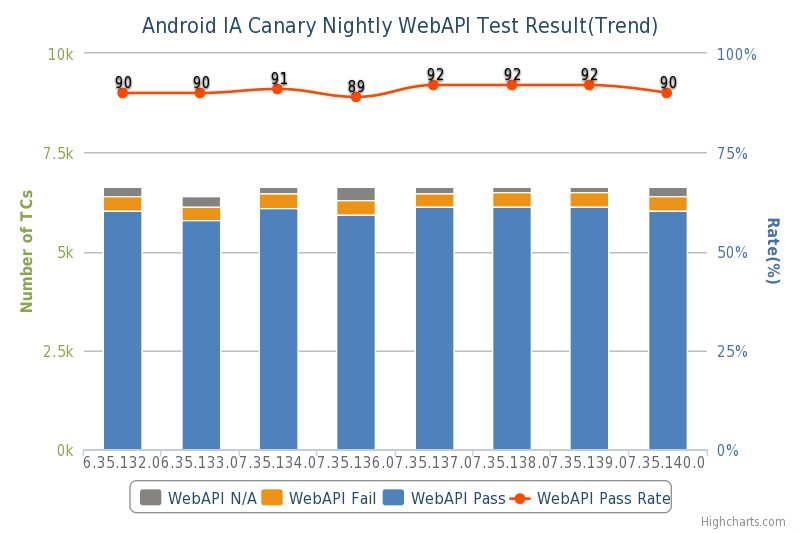 Android IA Canary Nightly WebAPI Test Result(Trend)
10k
100%
90
90
91
89
92
92
92
90
7.5k
75%
Number of TCs
Rate(%)
5k
50%
2.5k
25%
0k
0%
6.35.132.0
6.35.133.0
7.35.134.0
7.35.136.0
7.35.137.0
7.35.138.0
7.35.139.0
7.35.140.0
WebAPI N/A
WebAPI Fail
WebAPI Pass
WebAPI Pass Rate
Highcharts.com